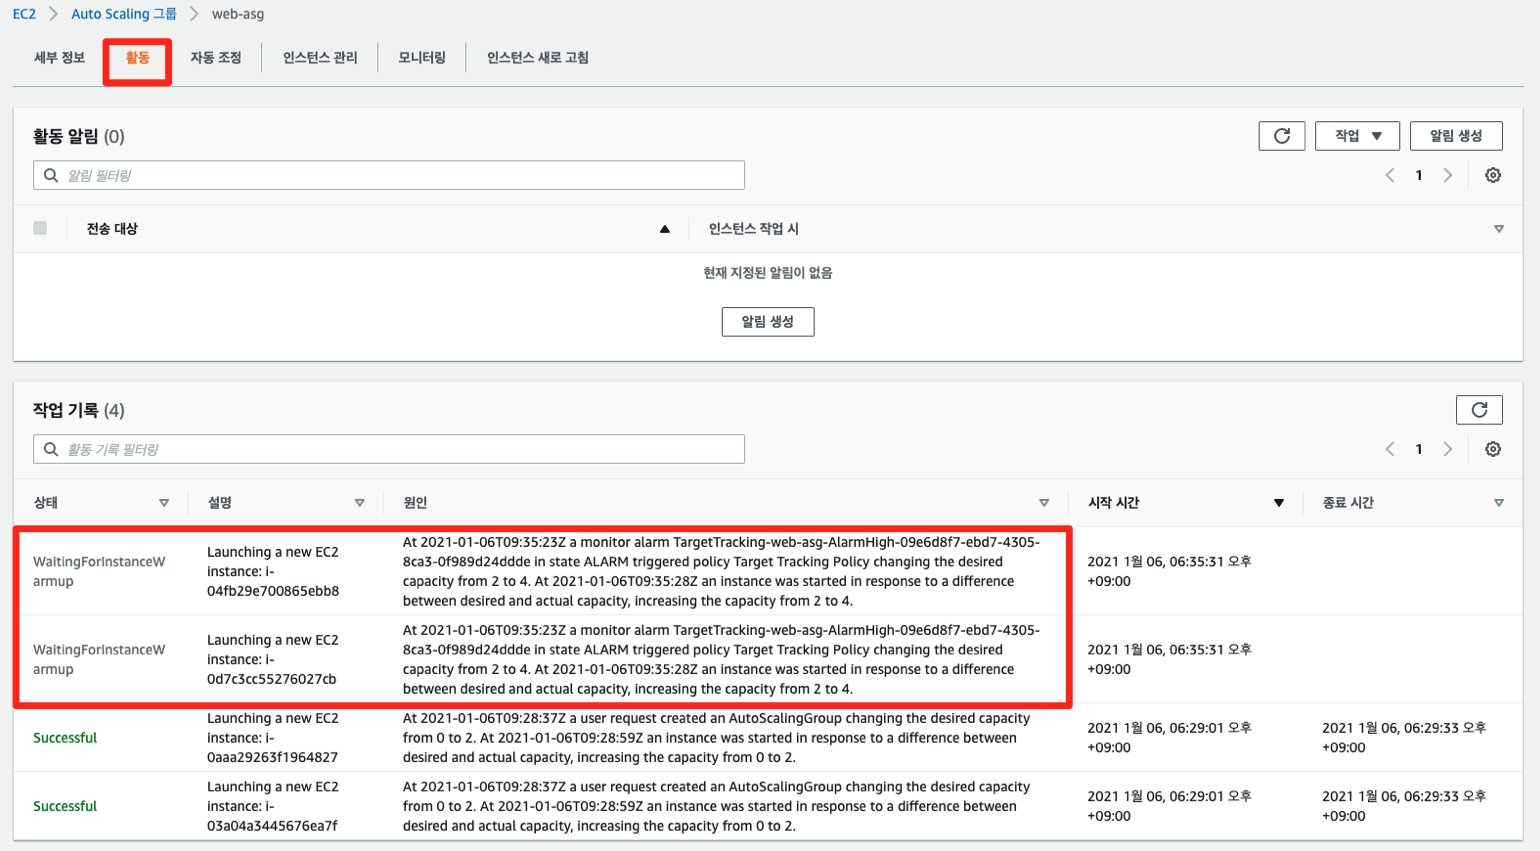 EC2 > Auto Scaling 그룹 > web-asg
세부 정보 활동 자동 조정 인스턴스 관리 모니터링 인스턴스 새로 고침
활동 알림 (0)
작업 ▼ 알림 생성
알림 필터링
< 1 >
전송 대상 ▲ 인스턴스 작업 시 ▽
현재 지정된 알림이 없음
알림 생성
작업 기록 (4)
활동 기록 필터링
< 1 >
상태 ▽ 설명 ▽ 원인 ▽ 시작 시간 ▼ 종료 시간 ▽
WaitingForInstanceW
armup
Launching a new EC2
instance: i-
04fb29e700865ebb8
At 2021-01-06T09:35:23Z a monitor alarm TargetTracking-web-asg-AlarmHigh-09e6d8f7-ebd7-4305-
8ca3-0f989d24ddde in state ALARM triggered policy Target Tracking Policy changing the desired
capacity from 2 to 4. At 2021-01-06T09:35:28Z an instance was started in response to a difference
between desired and actual capacity, increasing the capacity from 2 to 4.
2021 1월 06, 06:35:31 오후
+09:00
WaitingForInstanceW
armup
Launching a new EC2
instance: i-
0d7c3cc55276027cb
At 2021-01-06T09:35:23Z a monitor alarm TargetTracking-web-asg-AlarmHigh-09e6d8f7-ebd7-4305-
8ca3-0f989d24ddde in state ALARM triggered policy Target Tracking Policy changing the desired
capacity from 2 to 4. At 2021-01-06T09:35:28Z an instance was started in response to a difference
between desired and actual capacity, increasing the capacity from 2 to 4.
2021 1월 06, 06:35:31 오후
+09:00
Successful
Launching a new EC2
instance: i-
0aaa29263f1964827
At 2021-01-06T09:28:37Z a user request created an AutoScalingGroup changing the desired capacity
from 0 to 2. At 2021-01-06T09:28:59Z an instance was started in response to a difference between
desired and actual capacity, increasing the capacity from 0 to 2.
2021 1월 06, 06:29:01 오후
+09:00
2021 1월 06, 06:29:33 오후
+09:00
Successful
Launching a new EC2
instance: i-
03a04a3445676ea7f
At 2021-01-06T09:28:37Z a user request created an AutoScalingGroup changing the desired capacity
from 0 to 2. At 2021-01-06T09:28:59Z an instance was started in response to a difference between
desired and actual capacity, increasing the capacity from 0 to 2.
2021 1월 06, 06:29:01 오후
+09:00
2021 1월 06, 06:29:33 오후
+09:00